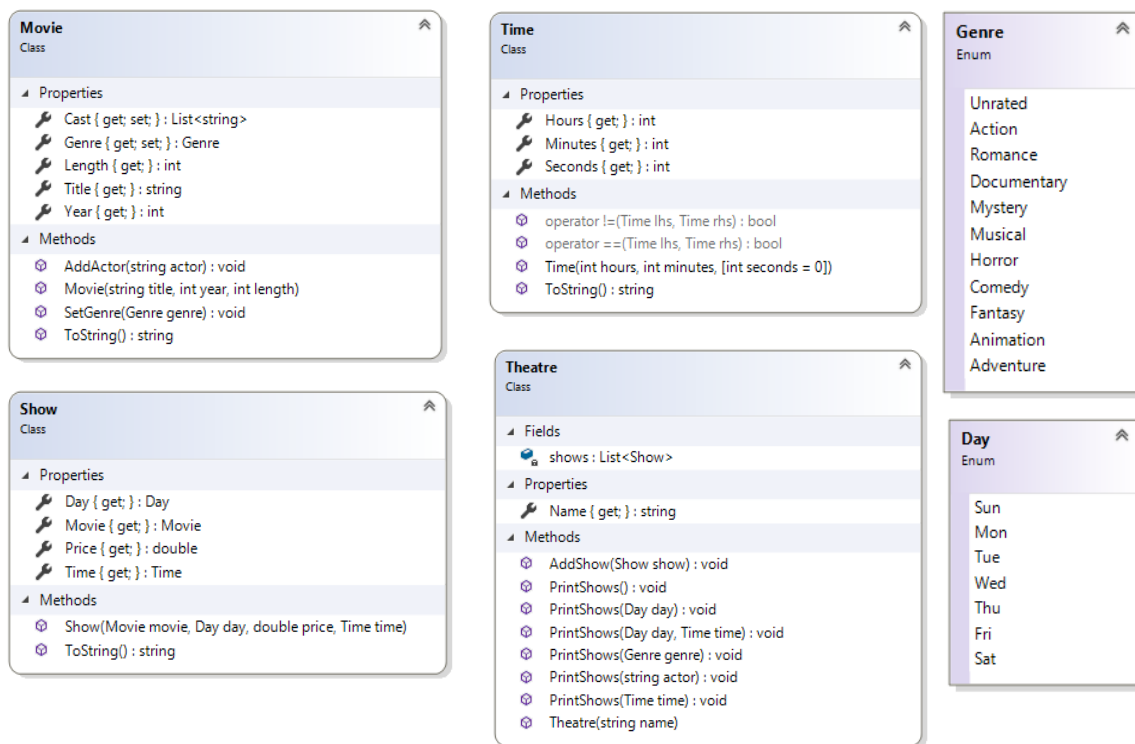 Movie
Class
Properties
Cast { get; set; } : List<string>
Genre { get; set; } : Genre
Length { get; } : int
Title { get; } : string
Year { get; } : int
Methods
AddActor(string actor) : void
Movie(string title, int year, int length)
SetGenre(Genre genre) : void
ToString() : string
Show
Class
Properties
Day { get; } : Day
Movie { get; } : Movie
Price { get; } : double
Time { get; } : Time
Methods
Show(Movie movie, Day day, double price, Time time)
ToString() : string
Time
Class
Properties
Hours { get; } : int
Minutes { get; } : int
Seconds { get; } : int
Methods
operator !=(Time lhs, Time rhs) : bool
operator ==(Time lhs, Time rhs) : bool
Time(int hours, int minutes, [int seconds = 0])
ToString() : string
Theatre
Class
Fields
shows : List<Show>
Properties
Name { get; } : string
Methods
AddShow(Show show) : void
PrintShows() : void
PrintShows(Day day) : void
PrintShows(Day day, Time time) : void
PrintShows(Genre genre) : void
PrintShows(string actor) : void
PrintShows(Time time) : void
Theatre(string name)
Genre
Enum
Unrated
Action
Romance
Documentary
Mystery
Musical
Horror
Comedy
Fantasy
Animation
Adventure
Day
Enum
Sun
Mon
Tue
Wed
Thu
Fri
Sat